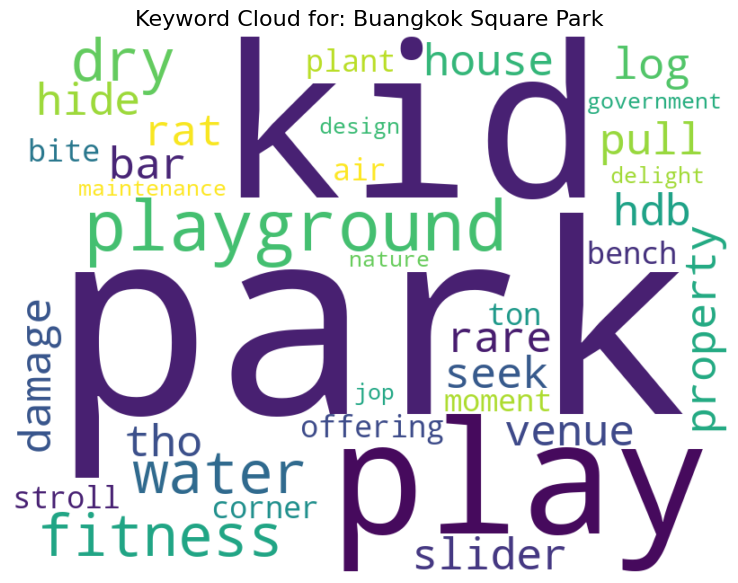 Keyword Cloud for: Buangkok Square Park
dry
kid
plant
house
log
hide
government
rat
design
pull
bite
bar
air
delight
maintenance
playground
hdb
bench
nature
property
park
damage
ton
rare
seek
jop
moment
offering
venue
tho
play
water
stroll
corner
fitness
slider